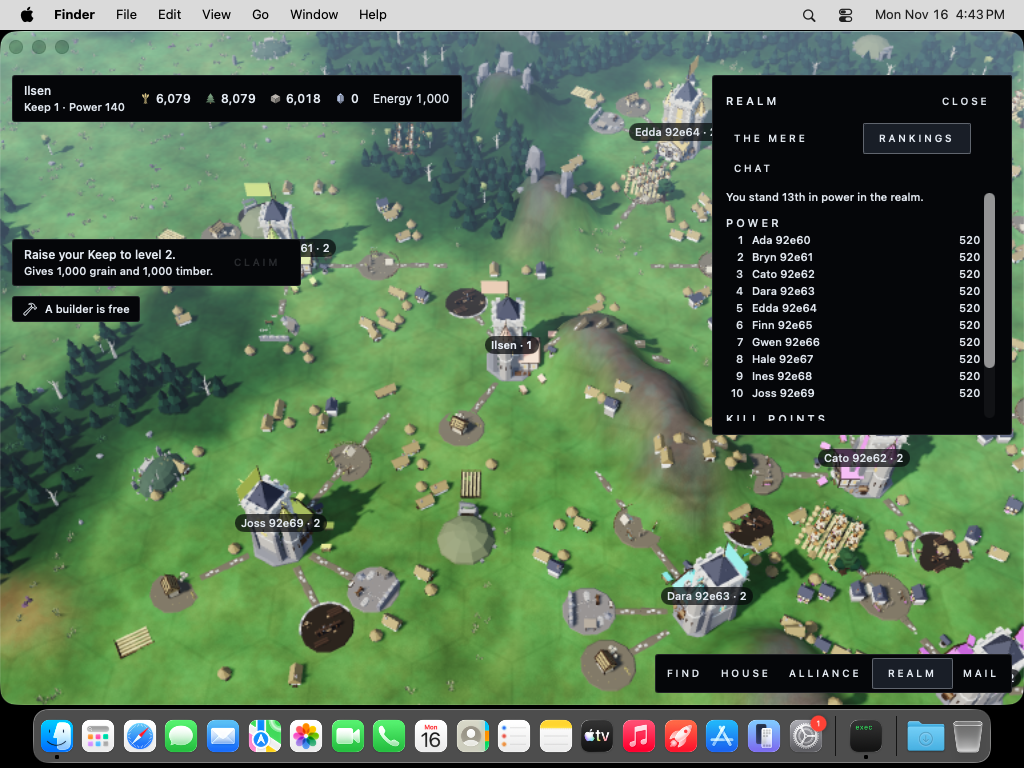 Finder File Edit View Go Window Help Mon Nov 16 4:43 PM
Ilsen
Keep 1 · Power 140
6,079 8,079 6,018 0 Energy 1,000
REALM CLOSE
THE MERE RANKINGS
CHAT
You stand 13th in power in the realm.
POWER
1 Ada 92e60 520
2 Bryn 92e61 520
3 Cato 92e62 520
4 Dara 92e63 520
5 Edda 92e64 520
6 Finn 92e65 520
7 Gwen 92e66 520
8 Hale 92e67 520
9 Ines 92e68 520
10 Joss 92e69 520
KILL POINTS
Edda 92e64 · 2
61 · 2
Raise your Keep to level 2.
Gives 1,000 grain and 1,000 timber.
CLAIM
A builder is free
Ilsen · 1
Cato 92e62 · 2
Joss 92e69 · 2
Dara 92e63 · 2
FIND HOUSE ALLIANCE REALM MAIL
Mon
16
tv
1
exec